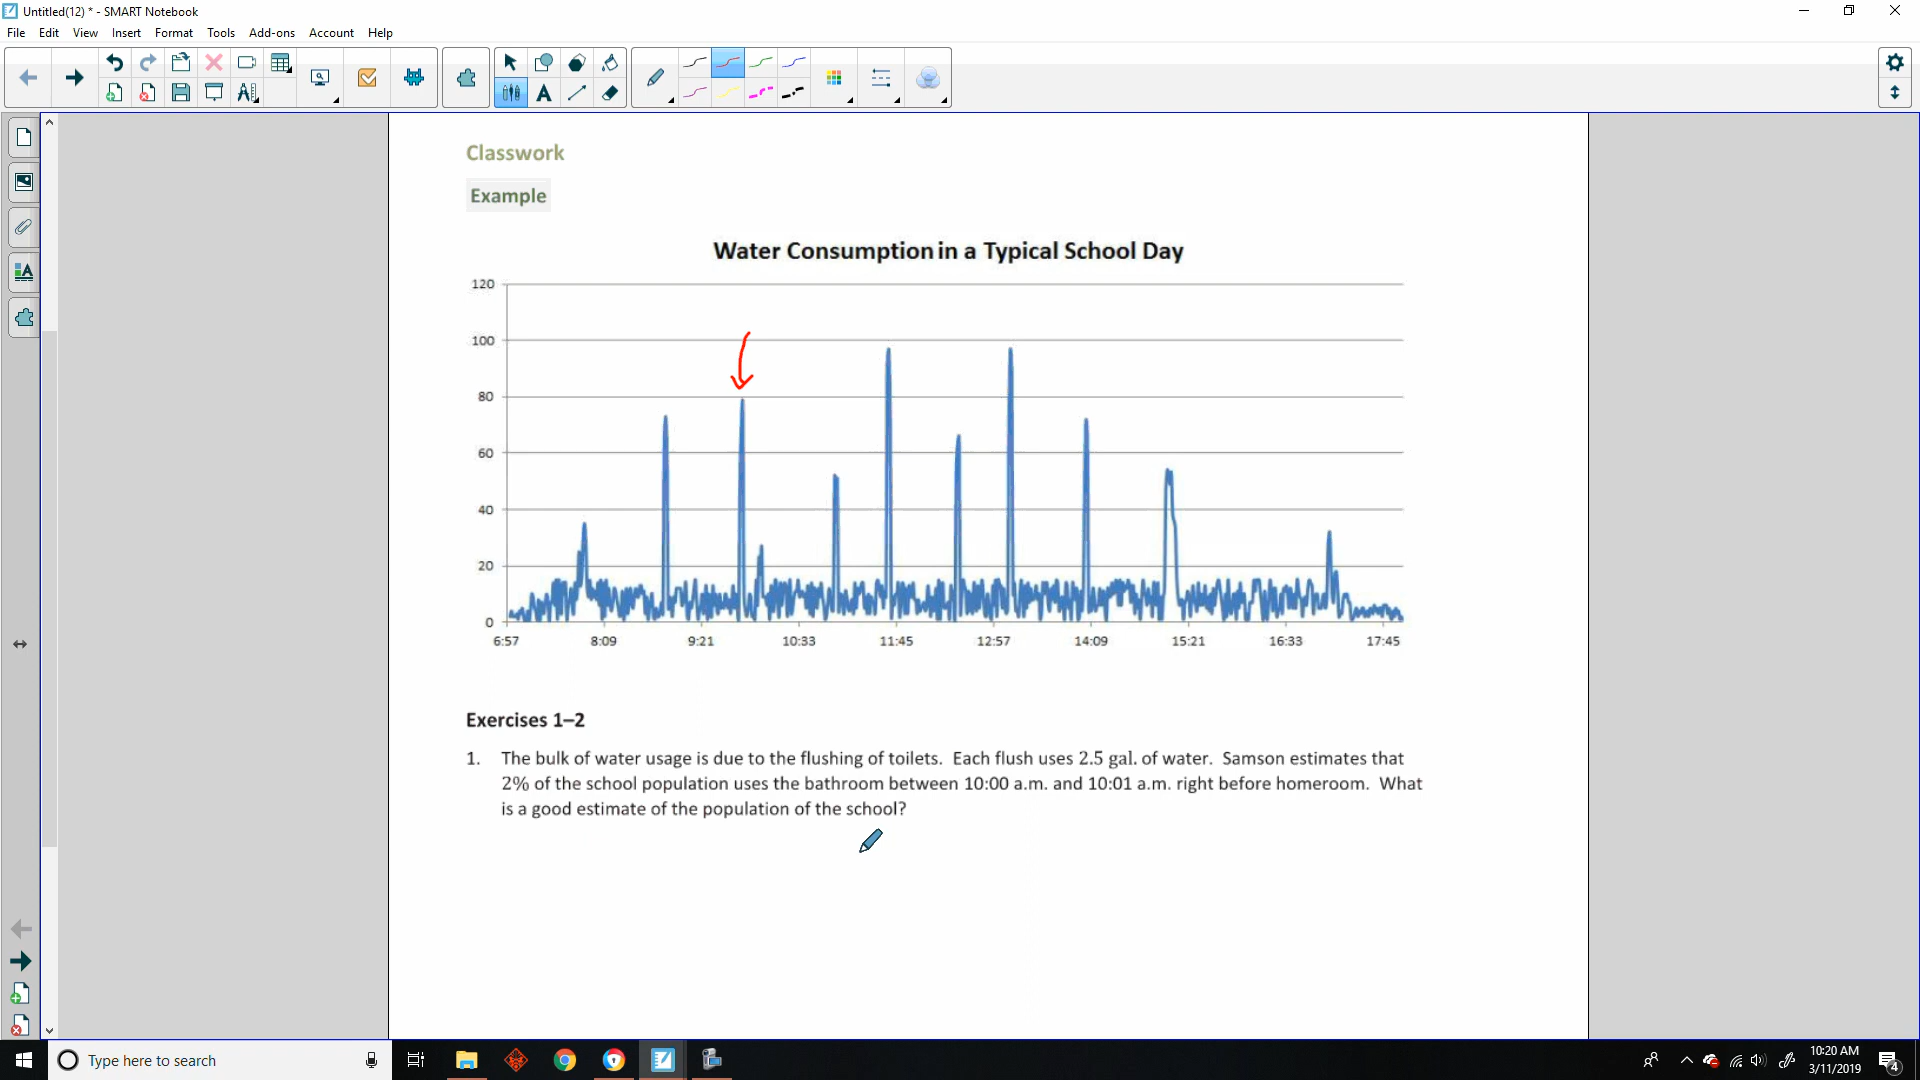 Untitled(12) * - SMART Notebook
File Edit View Insert Format Tools Add-ons Account Help
Classwork
Example
Water Consumption in a Typical School Day
120
100
80
60
40
20
0
6:57 8:09 9:21 10:33 11:45 12:57 14:09 15:21 16:33 17:45
Exercises 1–2
1. The bulk of water usage is due to the flushing of toilets. Each flush uses 2.5 gal. of water. Samson estimates that
2% of the school population uses the bathroom between 10:00 a.m. and 10:01 a.m. right before homeroom. What
is a good estimate of the population of the school?
Type here to search
10:20 AM
3/11/2019
4